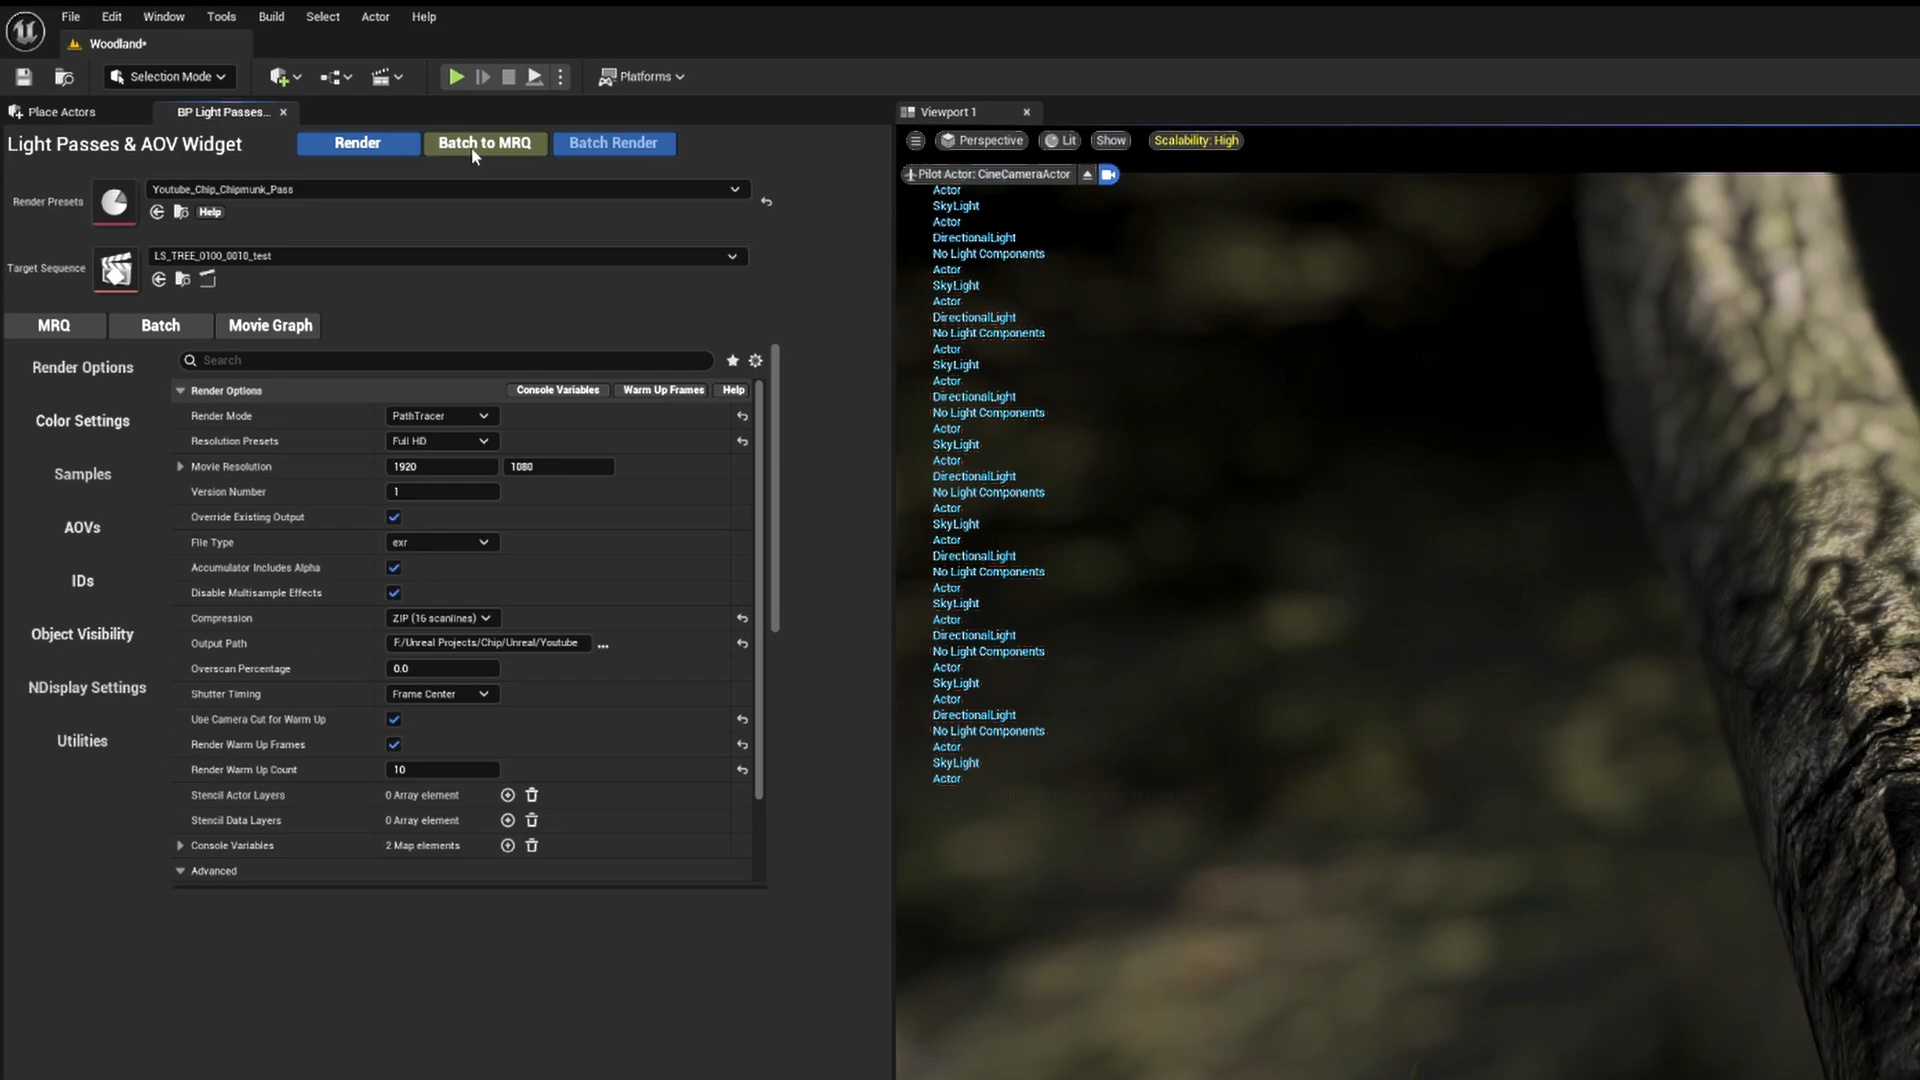 File Edit Window Tools Build Select Actor Help
Woodland*
Selection Mode
Platforms
Place Actors
BP Light Passes...
Viewport 1
Light Passes & AOV Widget
Render
Batch to MRQ
Batch Render
Perspective
Lit
Show
Scalability: High
Pilot Actor: CineCameraActor
Render Presets
Youtube_Chip_Chipmunk_Pass
Help
Target Sequence
LS_TREE_0100_0010_test
MRQ
Batch
Movie Graph
Render Options
Color Settings
Samples
AOVs
IDs
Object Visibility
NDisplay Settings
Utilities
Search
Render Options
Console Variables
Warm Up Frames
Help
Render Mode PathTracer
Resolution Presets Full HD
Movie Resolution 1920 1080
Version Number 1
Override Existing Output
File Type exr
Accumulator Includes Alpha
Disable Multisample Effects
Compression ZIP (16 scanlines)
Output Path F:/Unreal Projects/Chip/Unreal/Youtube ...
Overscan Percentage 0.0
Shutter Timing Frame Center
Use Camera Cut for Warm Up
Render Warm Up Frames
Render Warm Up Count 10
Stencil Actor Layers 0 Array element
Stencil Data Layers 0 Array element
Console Variables 2 Map elements
Advanced
Actor
SkyLight
Actor
DirectionalLight
No Light Components
Actor
SkyLight
Actor
DirectionalLight
No Light Components
Actor
SkyLight
Actor
DirectionalLight
No Light Components
Actor
SkyLight
Actor
DirectionalLight
No Light Components
Actor
SkyLight
Actor
DirectionalLight
No Light Components
Actor
SkyLight
Actor
DirectionalLight
No Light Components
Actor
SkyLight
Actor
DirectionalLight
No Light Components
Actor
SkyLight
Actor